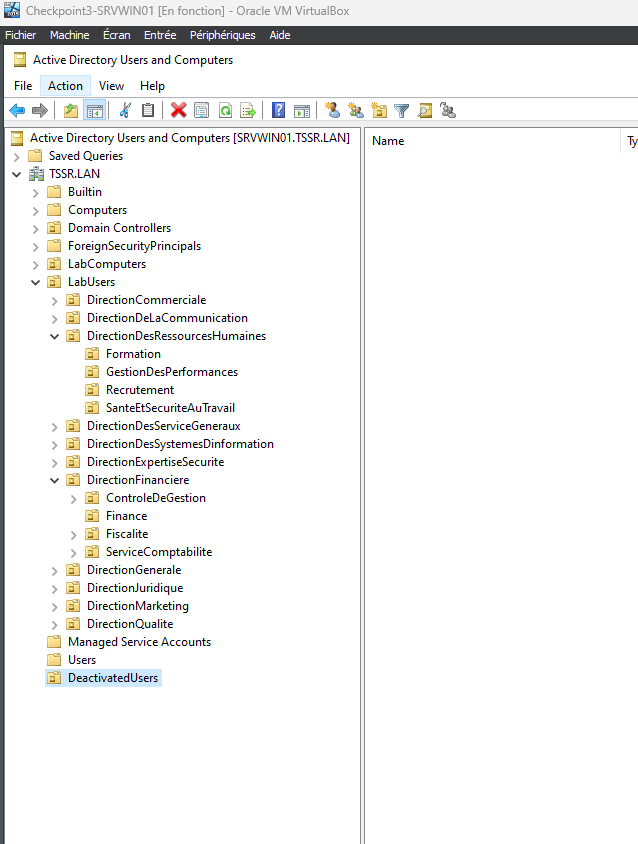 Checkpoint3-SRVWIN01 [En fonction] - Oracle VM VirtualBox
Fichier Machine Écran Entrée Périphériques Aide
Active Directory Users and Computers
File Action View Help
Active Directory Users and Computers [SRVWIN01.TSSR.LAN]
Name Ty
Saved Queries
TSSR.LAN
Builtin
Computers
Domain Controllers
ForeignSecurityPrincipals
LabComputers
LabUsers
DirectionCommerciale
DirectionDeLaCommunication
DirectionDesRessourcesHumaines
Formation
GestionDesPerformances
Recrutement
SanteEtSecuriteAuTravail
DirectionDesServiceGeneraux
DirectionDesSystemesDinformation
DirectionExpertiseSecurite
DirectionFinanciere
ControleDeGestion
Finance
Fiscalite
ServiceComptabilite
DirectionGenerale
DirectionJuridique
DirectionMarketing
DirectionQualite
Managed Service Accounts
Users
DeactivatedUsers